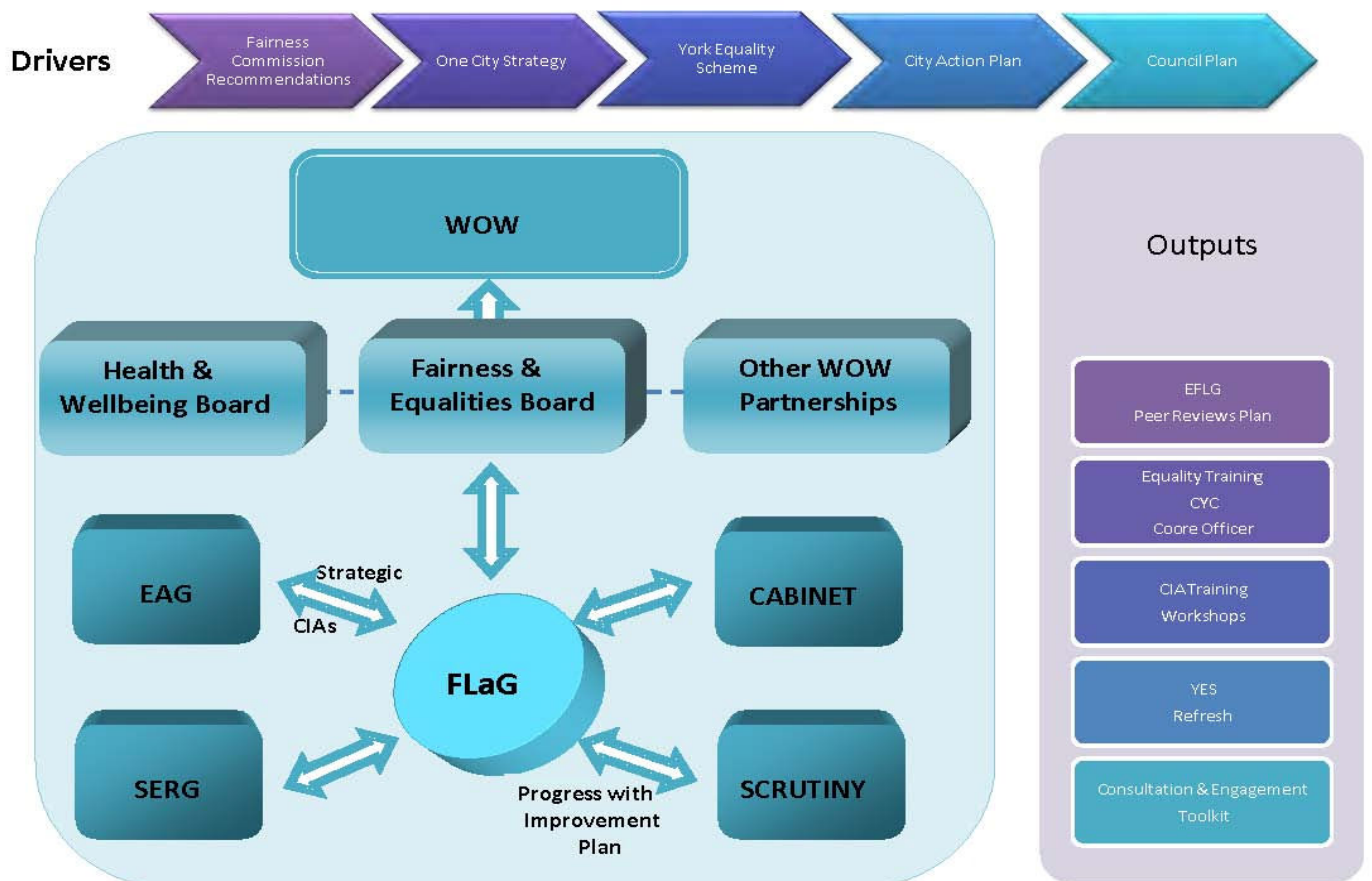 Drivers
Fairness
Commission
Recommendations
One City Strategy
York Equality
Scheme
City Action Plan
Council Plan
WOW
Health &
Wellbeing Board
Fairness &
Equalities Board
Other WOW
Partnerships
EAG
Strategic
CIAs
CABINET
FLaG
SERG
Progress with
Improvement
Plan
SCRUTINY
Outputs
EFLG
Peer Reviews Plan
Equality Training
CYC
Coore Officer
CIA Training
Workshops
YES
Refresh
Consultation & Engagement
Toolkit